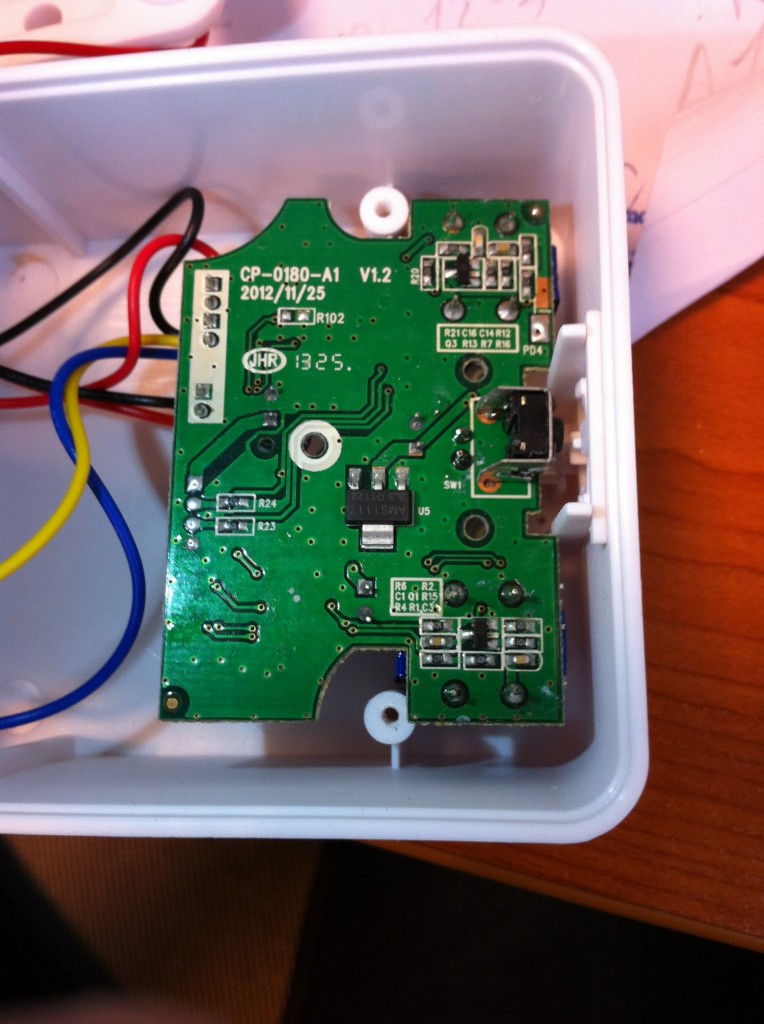 CP-0180-A1 V1.2
2012/11/25
R102
JHR 1325.
R20
R21 C16 C14 R12
Q3 R13 R7 R16
PD4
SW1
AMS1117
U5
R24
R23
R6 R2
C1 Q1 R15
R4 R1 C3